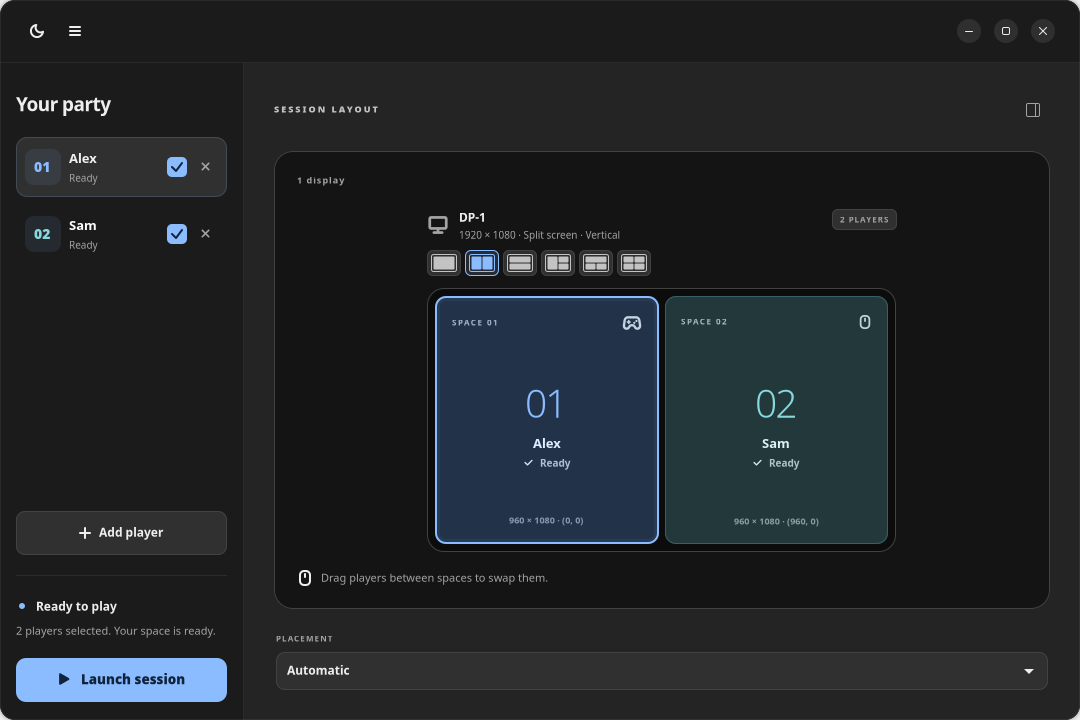 Your party
01
Alex
Ready
02
Sam
Ready
Add player
Ready to play
2 players selected. Your space is ready.
Launch session
SESSION LAYOUT
1 display
DP-1
1920 × 1080 · Split screen · Vertical
2 PLAYERS
SPACE 01
01
Alex
Ready
960 × 1080 · (0, 0)
SPACE 02
02
Sam
Ready
960 × 1080 · (960, 0)
Drag players between spaces to swap them.
PLACEMENT
Automatic